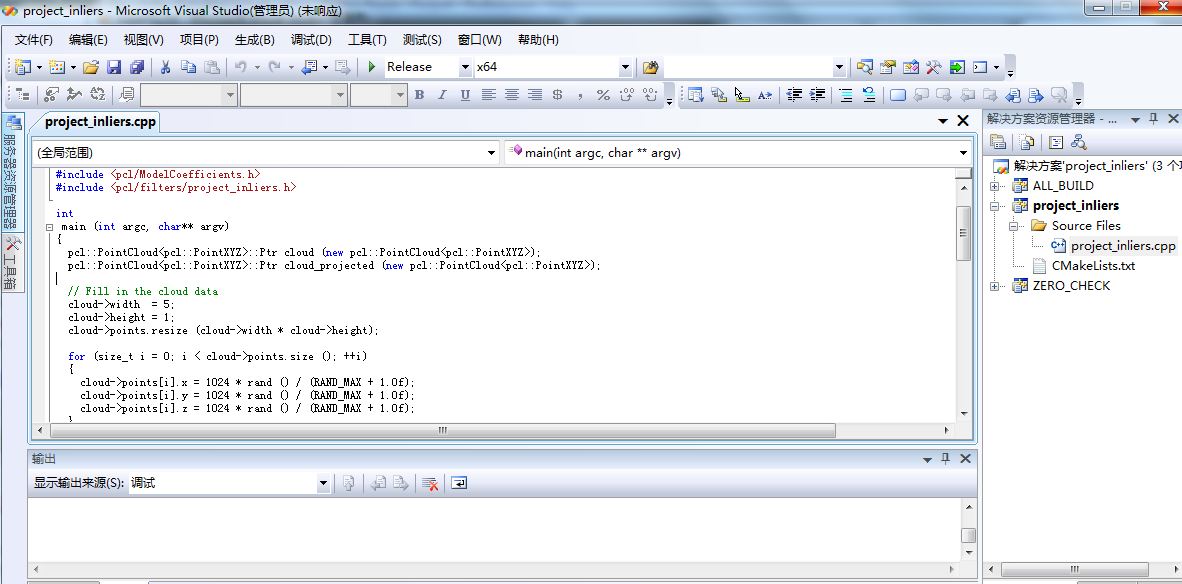 project_inliers - Microsoft Visual Studio(管理员) (未响应)
文件(F) 编辑(E) 视图(V) 项目(P) 生成(B) 调试(D) 工具(T) 测试(S) 窗口(W) 帮助(H)
Release x64
B I U $ , %
project_inliers.cpp
(全局范围) main(int argc, char ** argv)
#include <pcl/ModelCoefficients.h>
#include <pcl/filters/project_inliers.h>
int
main (int argc, char** argv)
{
pcl::PointCloud<pcl::PointXYZ>::Ptr cloud (new pcl::PointCloud<pcl::PointXYZ>);
pcl::PointCloud<pcl::PointXYZ>::Ptr cloud_projected (new pcl::PointCloud<pcl::PointXYZ>);
// Fill in the cloud data
cloud->width = 5;
cloud->height = 1;
cloud->points.resize (cloud->width * cloud->height);
for (size_t i = 0; i < cloud->points.size (); ++i)
{
cloud->points[i].x = 1024 * rand () / (RAND_MAX + 1.0f);
cloud->points[i].y = 1024 * rand () / (RAND_MAX + 1.0f);
cloud->points[i].z = 1024 * rand () / (RAND_MAX + 1.0f);
}
服务器资源管理器
工具箱
解决方案资源管理器 - ...
解决方案'project_inliers' (3 个项
ALL_BUILD
project_inliers
Source Files
project_inliers.cpp
CMakeLists.txt
ZERO_CHECK
输出
显示输出来源(S): 调试